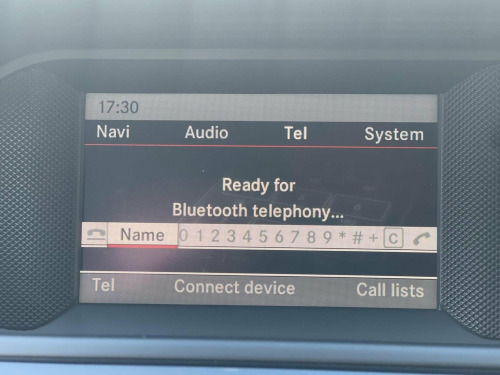 17:30
Navi Audio Tel System
Ready for
Bluetooth telephony...
Name 0 1 2 3 4 5 6 7 8 9 * # + C
Tel Connect device Call lists